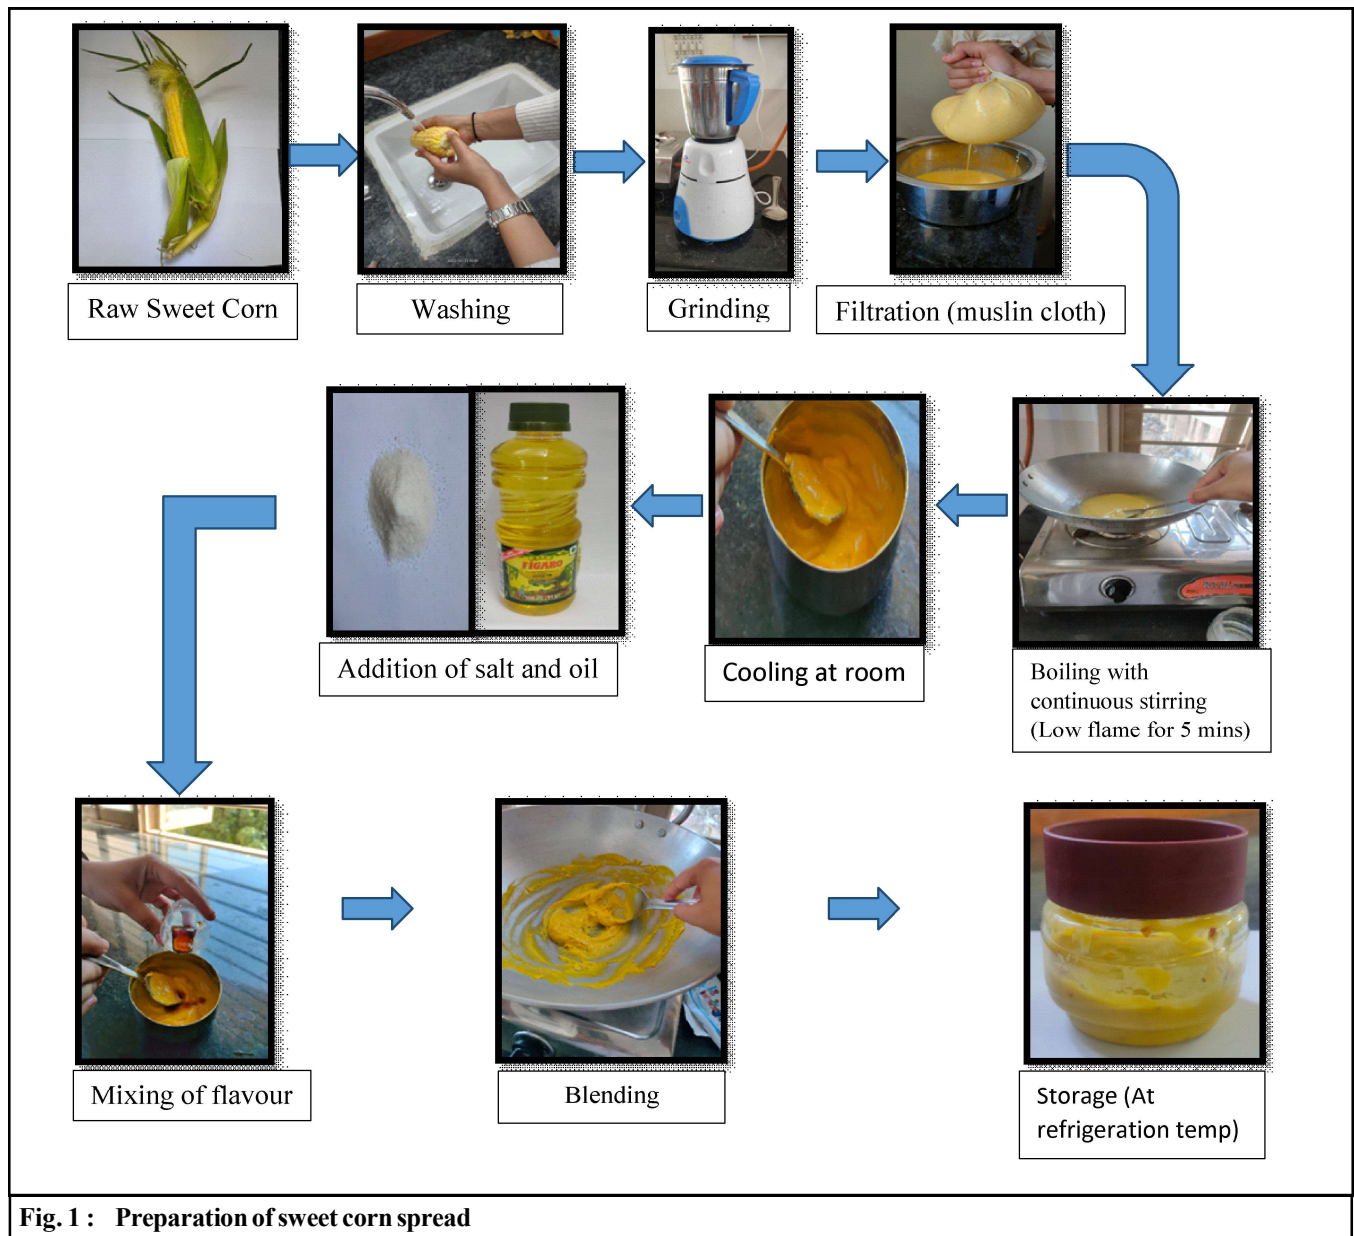 Raw Sweet Corn
Washing
Grinding
Filtration (muslin cloth)
FIGARO
Addition of salt and oil
Cooling at room
Boiling with
continuous stirring
(Low flame for 5 mins)
Mixing of flavour
Blending
Storage (At
refrigeration temp)
Fig. 1 : Preparation of sweet corn spread